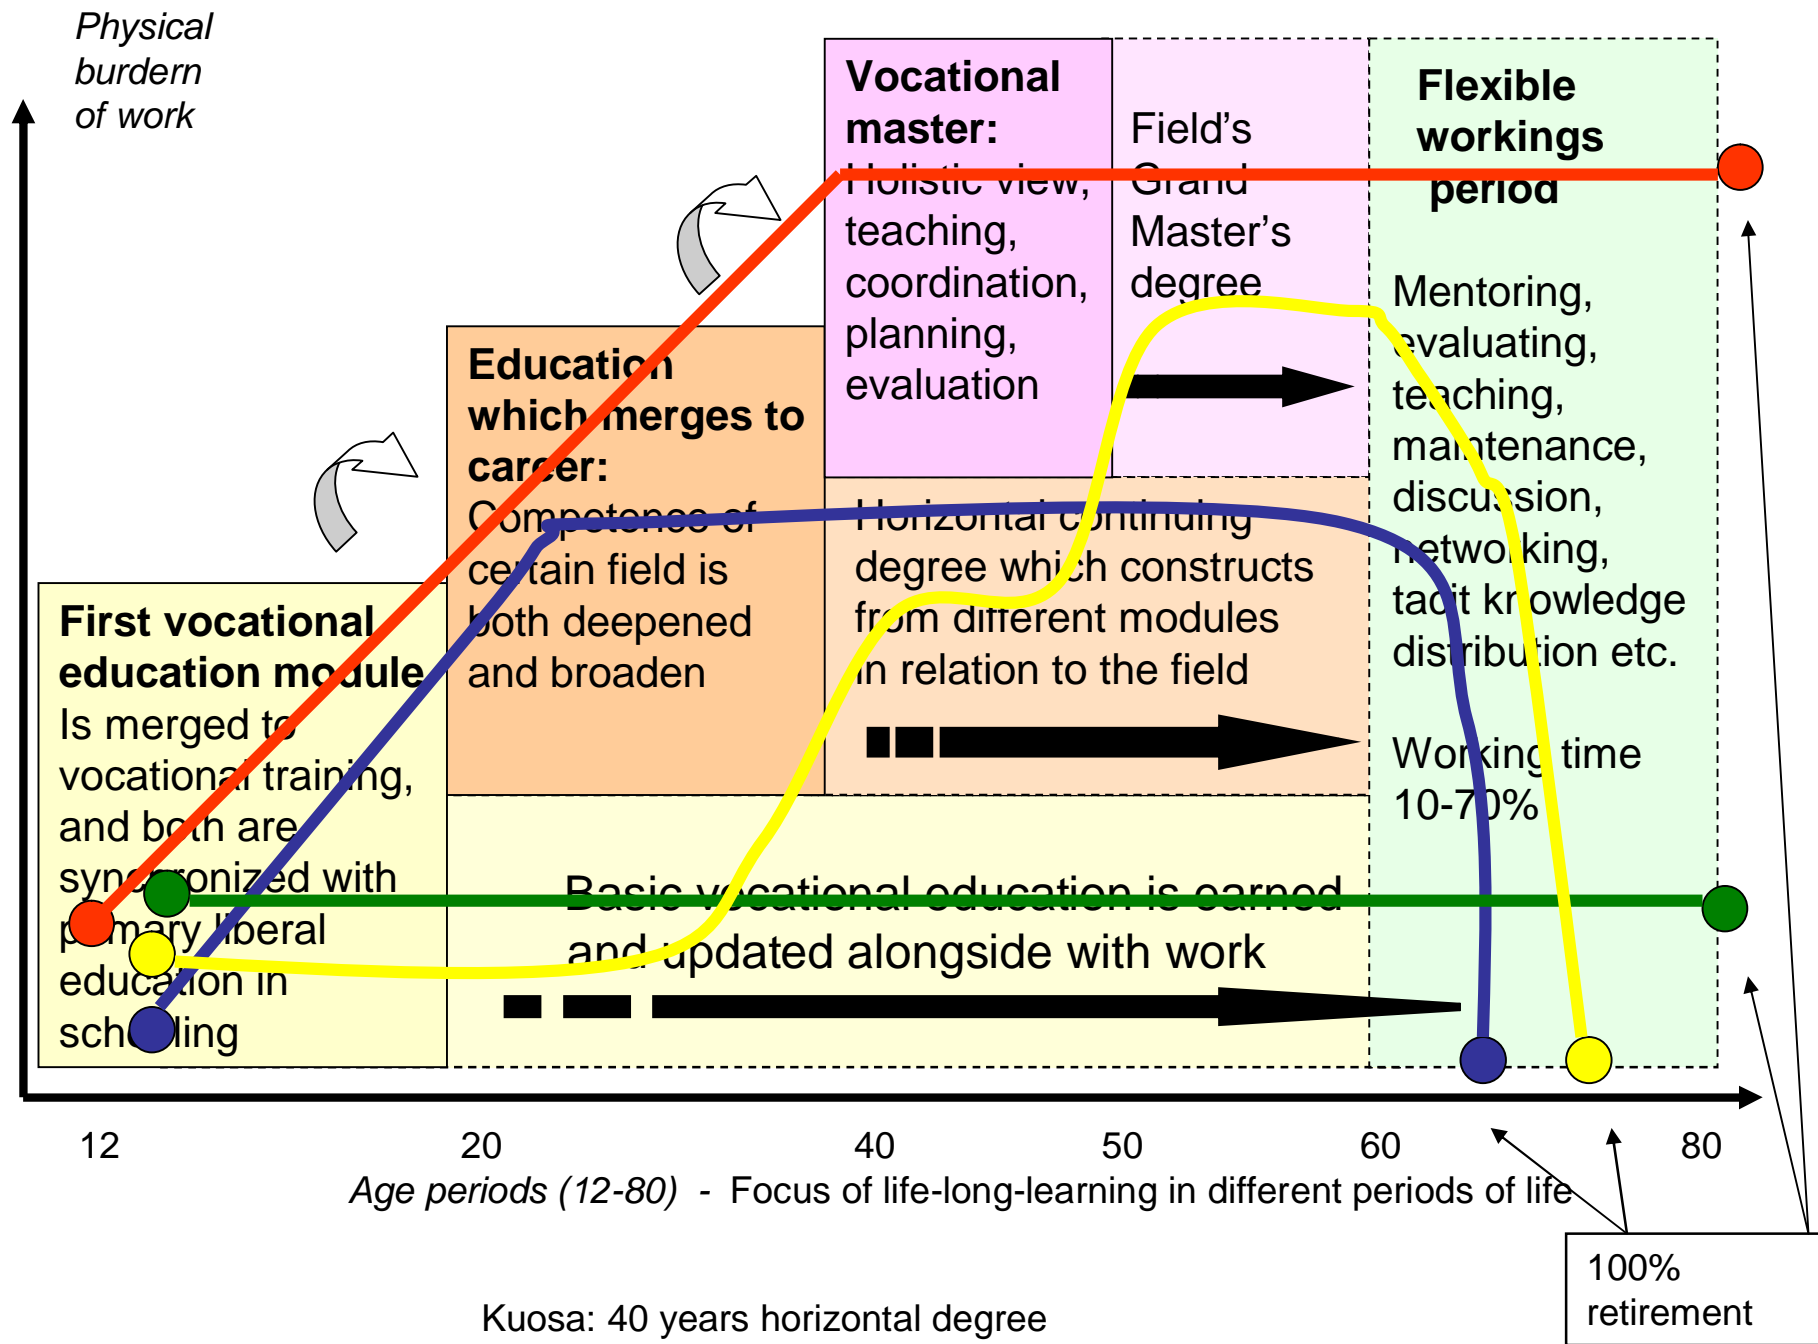 Physical
burdern
of work
Vocational
master:
Holistic view,
teaching,
coordination,
planning,
evaluation
Field's
Grand
Master's
degree
Flexible
workings
period
Mentoring,
evaluating,
teaching,
maintenance,
discussion,
networking,
tacit knowledge
distribution etc.
Working time
10-70%
Education
which merges to
career:
Competence of
certain field is
both deepened
and broaden
Horizontal continuing
degree which constructs
from different modules
in relation to the field
First vocational
education module
Is merged to
vocational training,
and both are
synchronized with
primary liberal
education in
schooling
Basic vocational education is earned
and updated alongside with work
12 20 40 50 60 80
Age periods (12-80) - Focus of life-long-learning in different periods of life
100%
retirement
Kuosa: 40 years horizontal degree